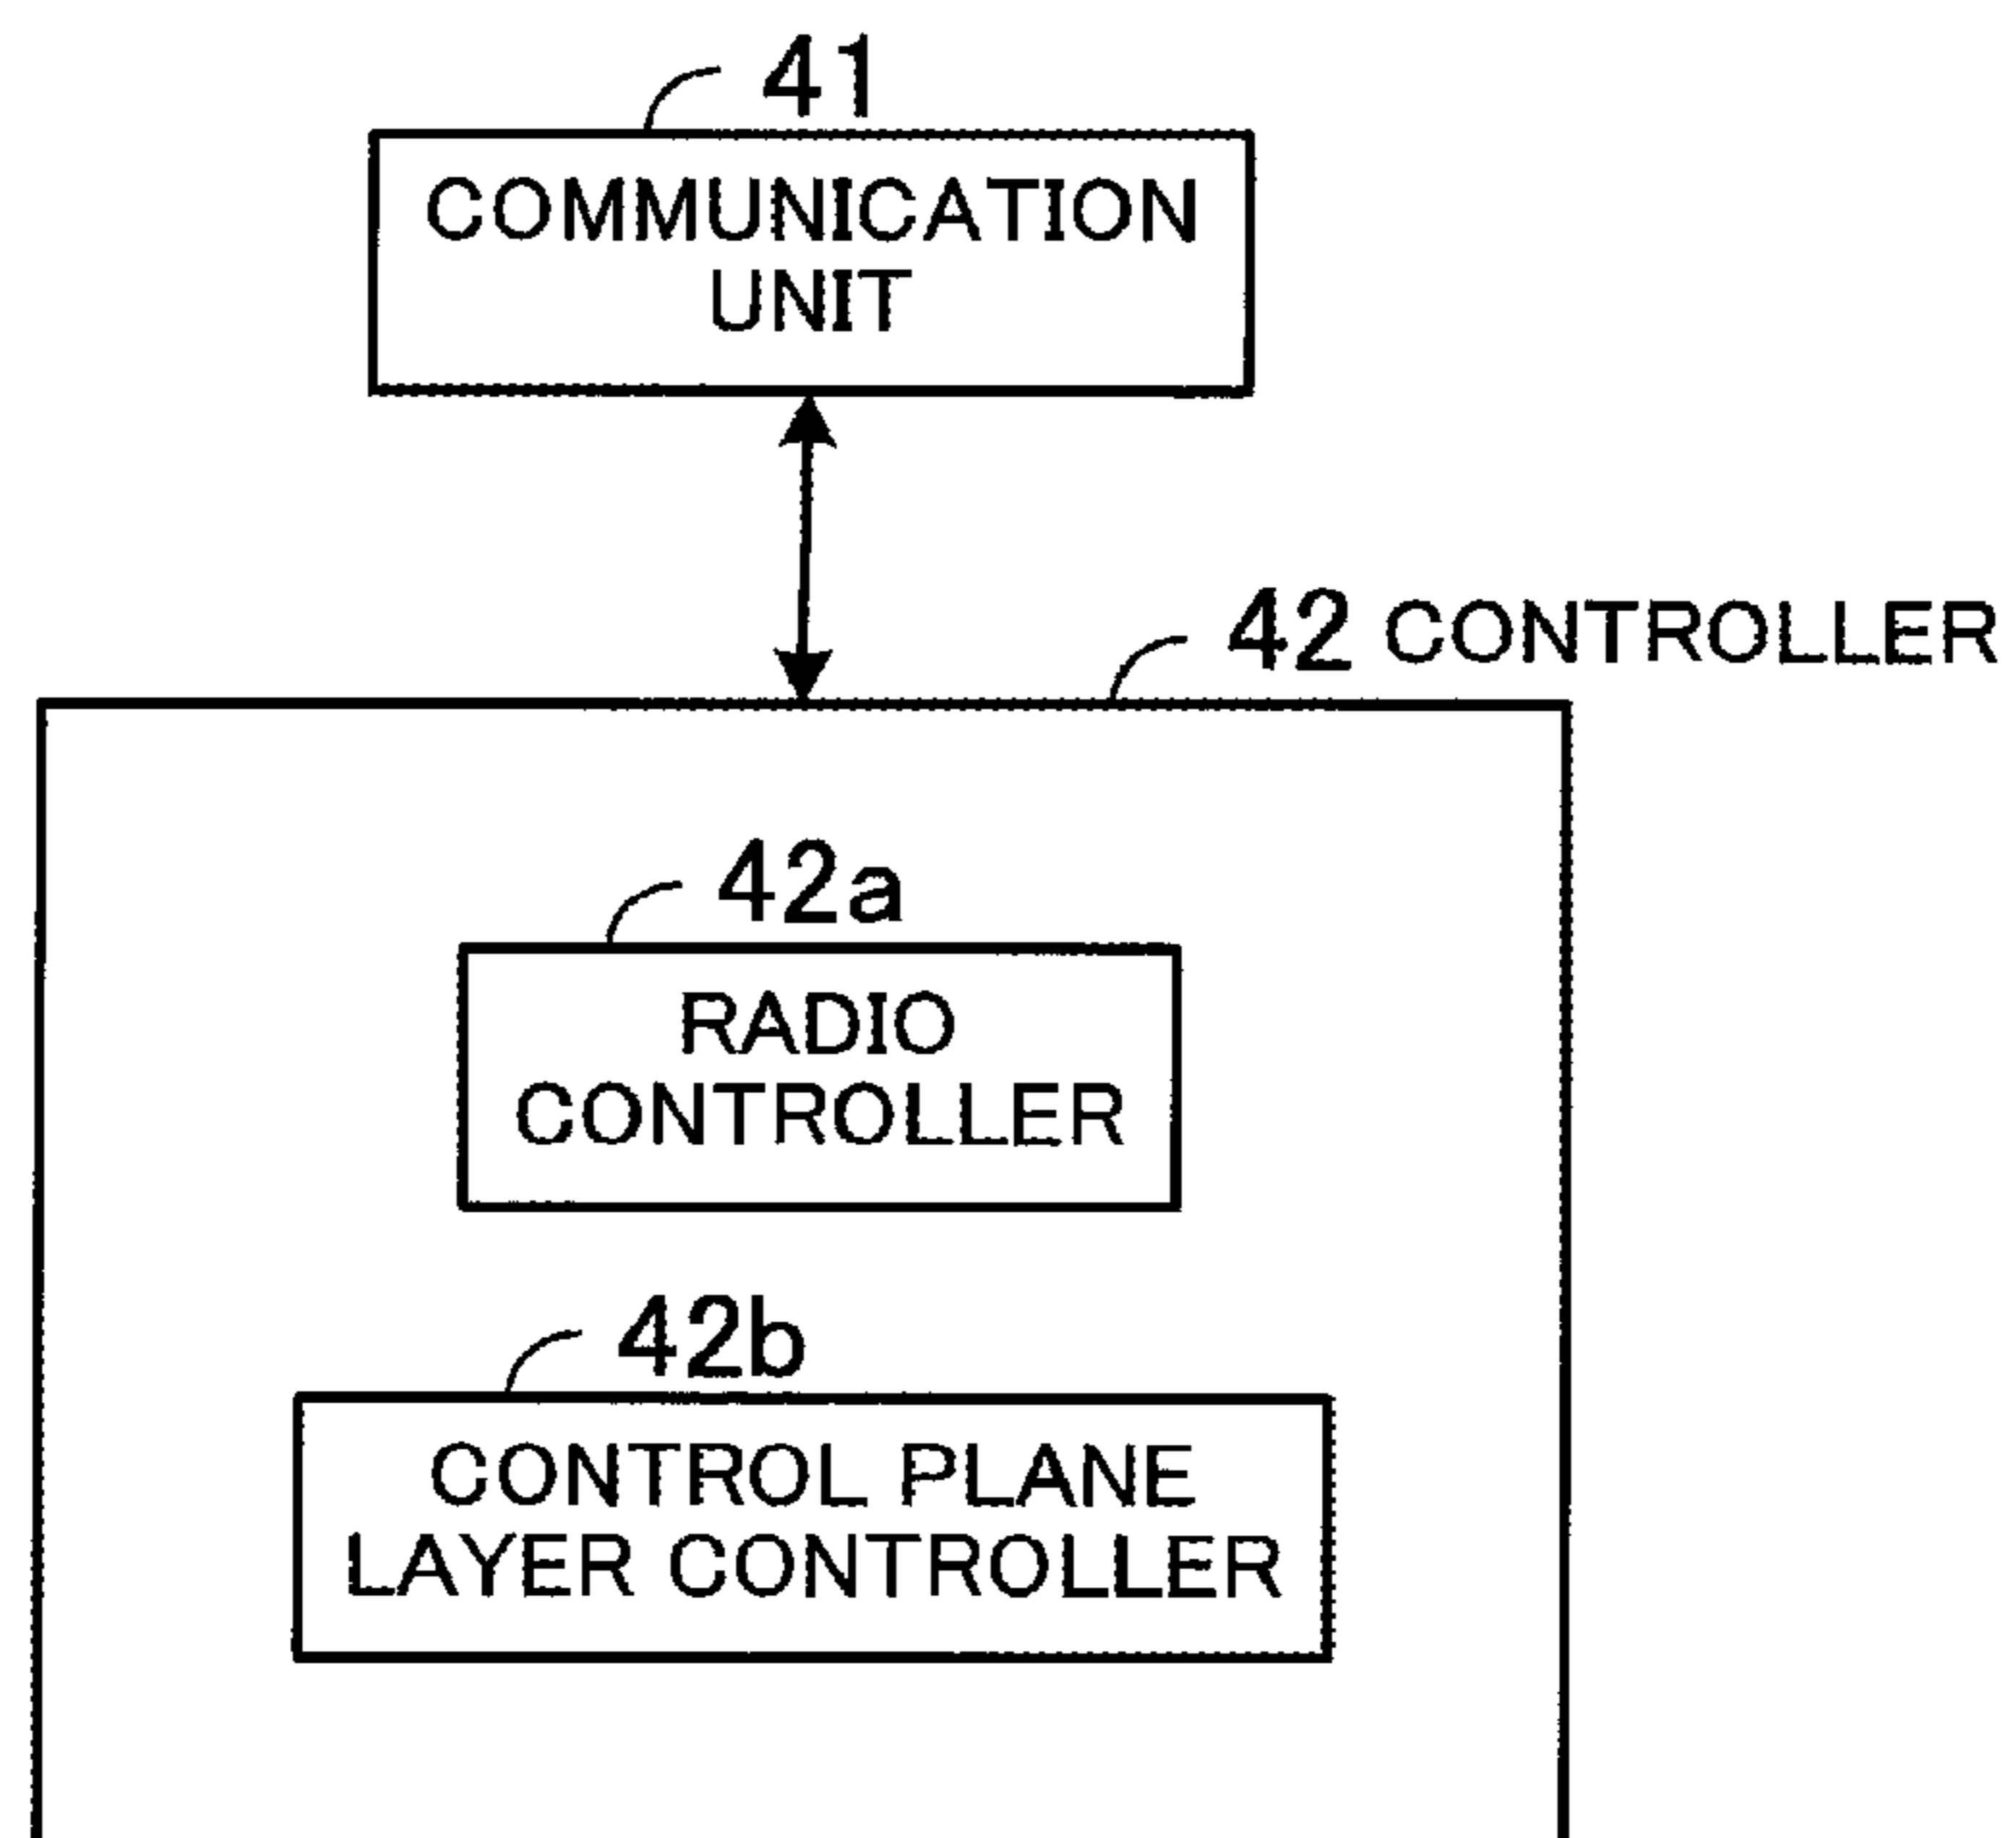 41
COMMUNICATION
UNIT
42 CONTROLLER
42a
RADIO
CONTROLLER
42b
CONTROL PLANE
LAYER CONTROLLER